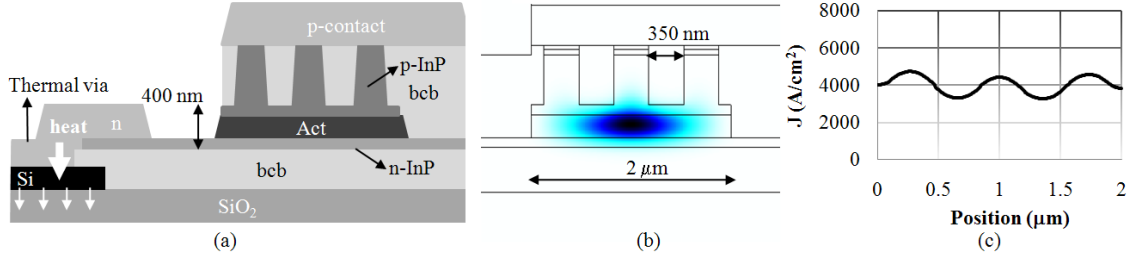 (a)
p-contact
Thermal via
400 nm
p-InP
bcb
n
heat
Act
Si
n-InP
bcb
SiO2
(a)
(b)
350 nm
2 μm
(b)
8000
6000
4000
2000
0
J (A/cm²)
0
0.5
1
1.5
2
Position (μm)
(c)